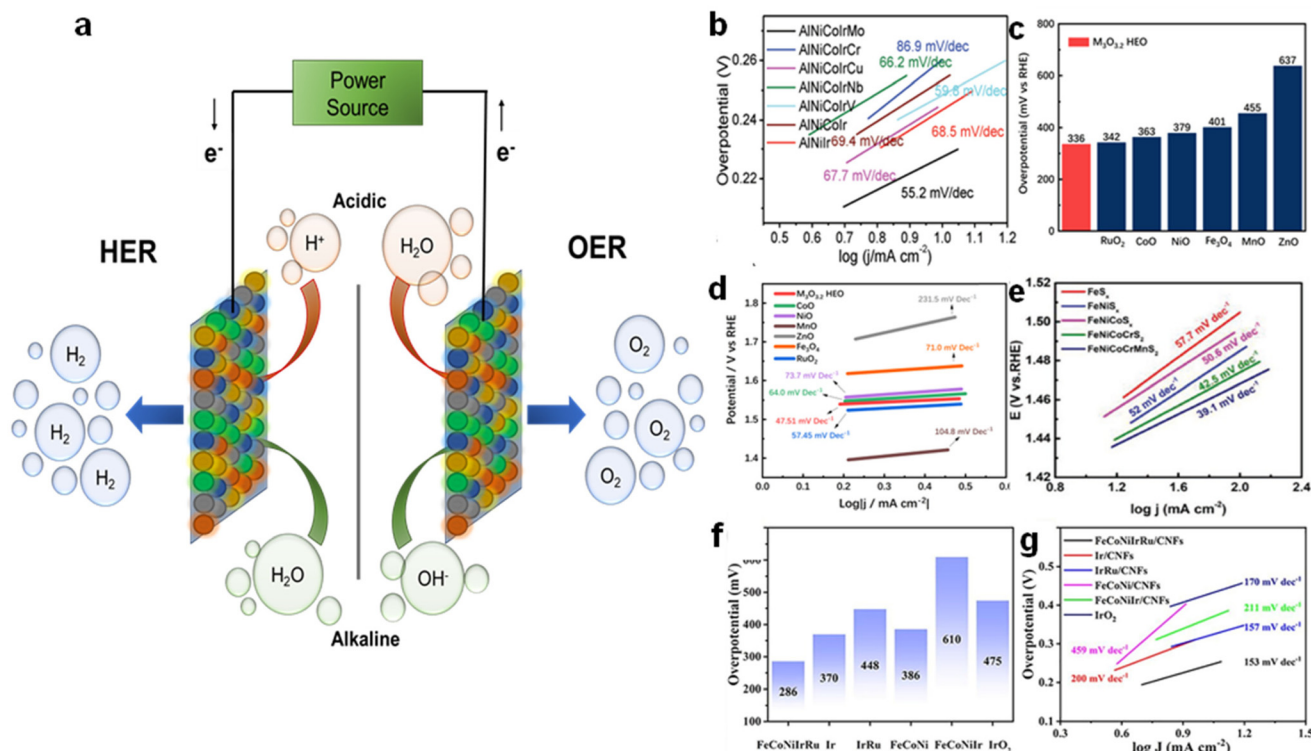 a
Power
Source
e⁻
e⁻
Acidic
HER
OER
H⁺
H₂O
H₂
H₂
H₂
O₂
O₂
O₂
H₂O
OH⁻
Alkaline
b
AlNiCoIrMo
AlNiCoIrCr
AlNiCoIrCu
AlNiCoIrNb
AlNiCoIrV
AlNiCoIr
AlNiIr
86.9 mV/dec
66.2 mV/dec
59.8 mV/dec
68.5 mV/dec
69.4 mV/dec
67.7 mV/dec
55.2 mV/dec
Overpotential (V)
0.26
0.24
0.22
0.5 0.6 0.7 0.8 0.9 1.0 1.1 1.2
log (j/mA cm⁻²)
c
M₃O₃.₂ HEO
Overpotential (mV vs RHE)
800
600
400
200
0
336 342 363 379 401 455 637
RuO₂ CoO NiO Fe₃O₄ MnO ZnO
d
M₃O₃.₂ HEO
CoO
NiO
MnO
ZnO
Fe₃O₄
RuO₂
231.5 mV Dec⁻¹
71.0 mV Dec⁻¹
73.7 mV Dec⁻¹
64.0 mV Dec⁻¹
47.51 mV Dec⁻¹
57.45 mV Dec⁻¹
104.8 mV Dec⁻¹
Potential / V vs RHE
1.8
1.7
1.6
1.5
1.4
0.0 0.1 0.2 0.3 0.4 0.5 0.6
Log|j / mA cm⁻²|
e
FeSₓ
FeNiSₓ
FeNiCoSₓ
FeNiCoCrS₂
FeNiCoCrMnS₂
57.7 mV dec⁻¹
50.6 mV dec⁻¹
52 mV dec⁻¹
42.5 mV dec⁻¹
39.1 mV dec⁻¹
E (V vs.RHE)
1.52
1.50
1.48
1.46
1.44
1.42
0.9 1.2 1.5 1.8 2.1 2.4
log j (mA cm⁻²)
f
Overpotential (mV)
500
400
300
200
100
286 370 448 386 610 475
FeCoNiIrRu Ir IrRu FeCoNi FeCoNiIr
g
FeCoNiIrRu/CNFs
Ir/CNFs
IrRu/CNFs
FeCoNi/CNFs
FeCoNiIr/CNFs
IrO₂
170 mV dec⁻¹
211 mV dec⁻¹
157 mV dec⁻¹
459 mV dec⁻¹
200 mV dec⁻¹
153 mV dec⁻¹
Overpotential (V)
0.5
0.4
0.3
0.2
0.1
0.3 0.6 0.9 1.2 1.5